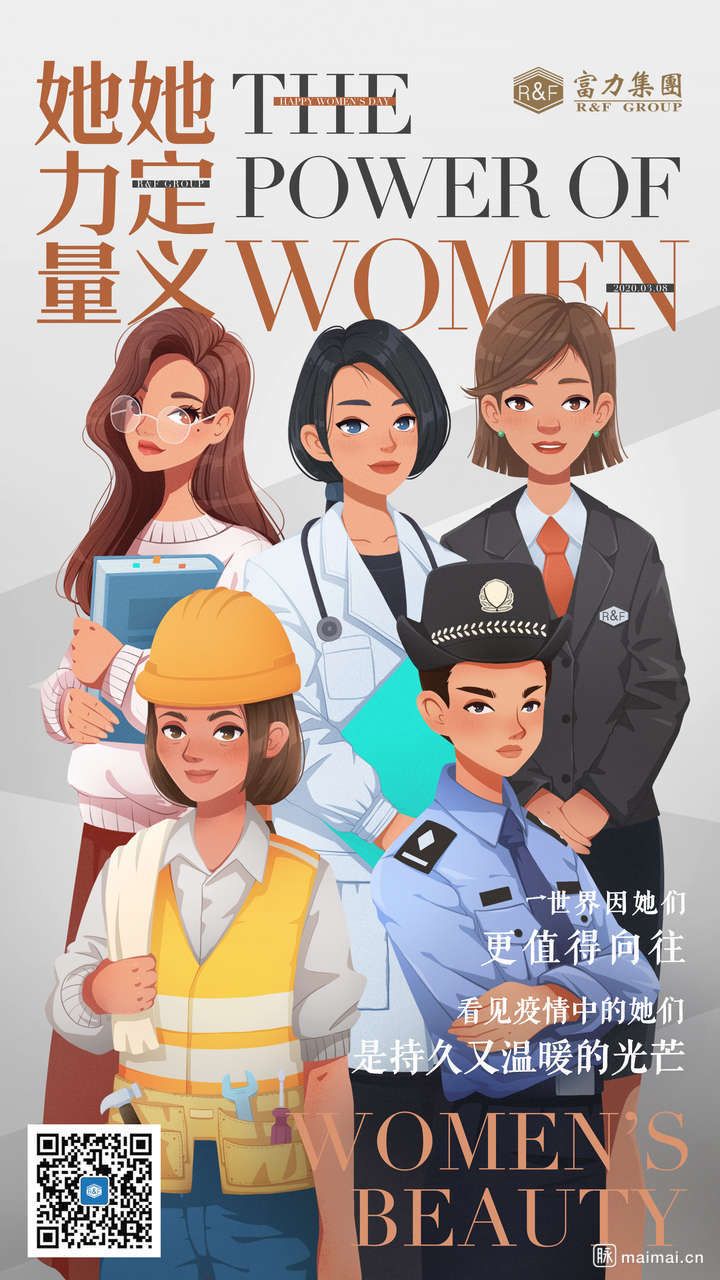 她力量
她定义
R&F GROUP
THE
HAPPY WOMEN'S DAY
POWER OF
WOMEN
2020.03.08
R&F
富力集團
R&F GROUP
R&F
世界因她们
更值得向往
看见疫情中的她们
是持久又温暖的光芒
WOMEN'S
BEAUTY
R&F
脉 maimai.cn